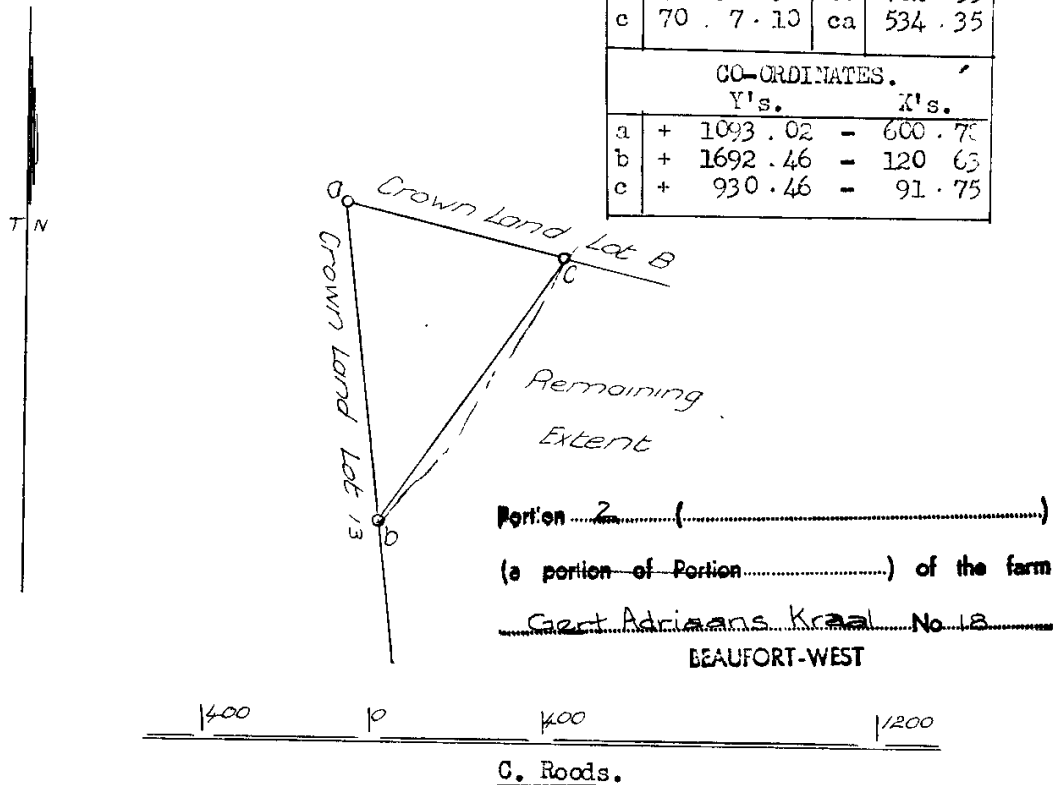 c 70 . 7 . 10 ca 534 . 35
CO-ORDINATES.
Y's. X's.
a + 1093 . 02 - 600 .
b + 1692 . 46 - 120 63
c + 930 . 46 - 91 . 75
T N
a
Crown Land Lot B
c
Crown Land Lot 13
b
Remaining
Extent
Portion 2 ( )
(a portion of Portion ) of the farm
Gert Adriaans Kraal No 18
BEAUFORT-WEST
400 0 400 1200
C. Roods.